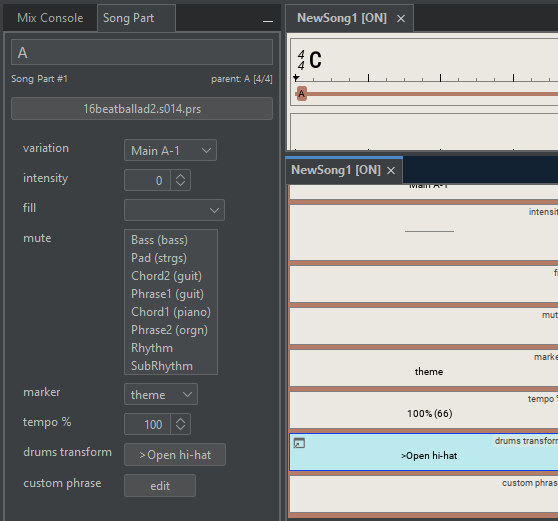 Mix Console
Song Part
A
Song Part #1
parent: A [4/4]
16beatballad2.s014.prs
variation
Main A-1
intensity
0
fill
mute
Bass (bass)
Pad (strgs)
Chord2 (guit)
Phrase1 (guit)
Chord1 (piano)
Phrase2 (orgn)
Rhythm
SubRhythm
marker
theme
tempo %
100
drums transform
>Open hi-hat
custom phrase
edit
NewSong1 [ON]
4
4
C
A
NewSong1 [ON]
Main A-1
intensit
fi
mut
marke
theme
tempo %
100% (66)
drums transform
>Open hi-hat
custom phras